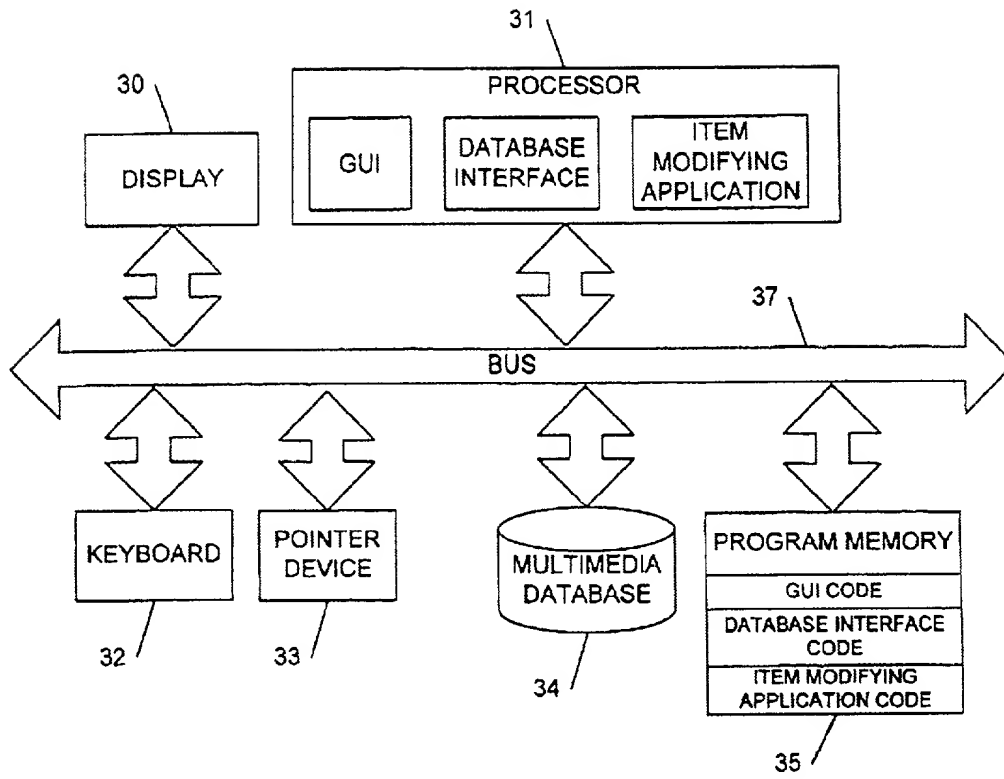 31
30
PROCESSOR
DISPLAY
GUI
DATABASE
INTERFACE
ITEM
MODIFYING
APPLICATION
37
BUS
KEYBOARD
POINTER
DEVICE
MULTIMEDIA
DATABASE
PROGRAM MEMORY
GUI CODE
DATABASE INTERFACE
CODE
ITEM MODIFYING
APPLICATION CODE
32
33
34
35